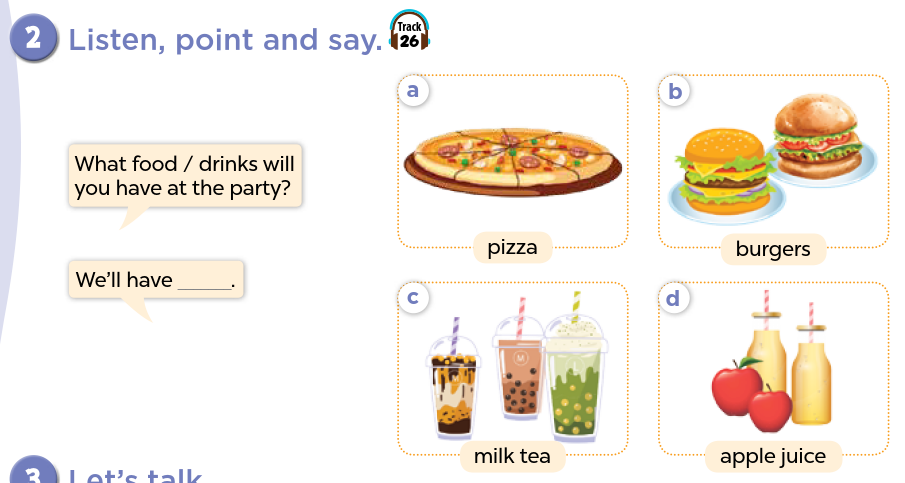 2 Listen, point and say.
Track
26
What food / drinks will
you have at the party?
We'll have _____.
a
pizza
b
burgers
c
M
milk tea
d
apple juice
3 Let's talk